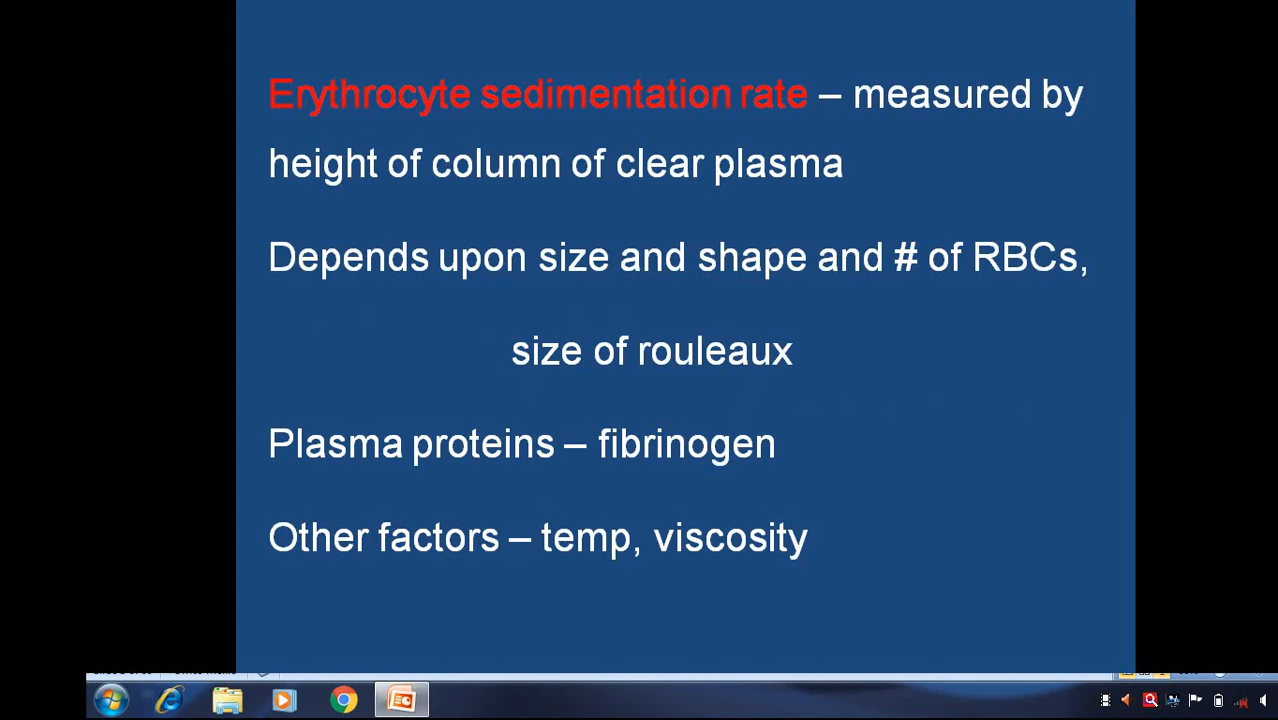 Erythrocyte sedimentation rate – measured by
height of column of clear plasma
Depends upon size and shape and # of RBCs,
size of rouleaux
Plasma proteins – fibrinogen
Other factors – temp, viscosity